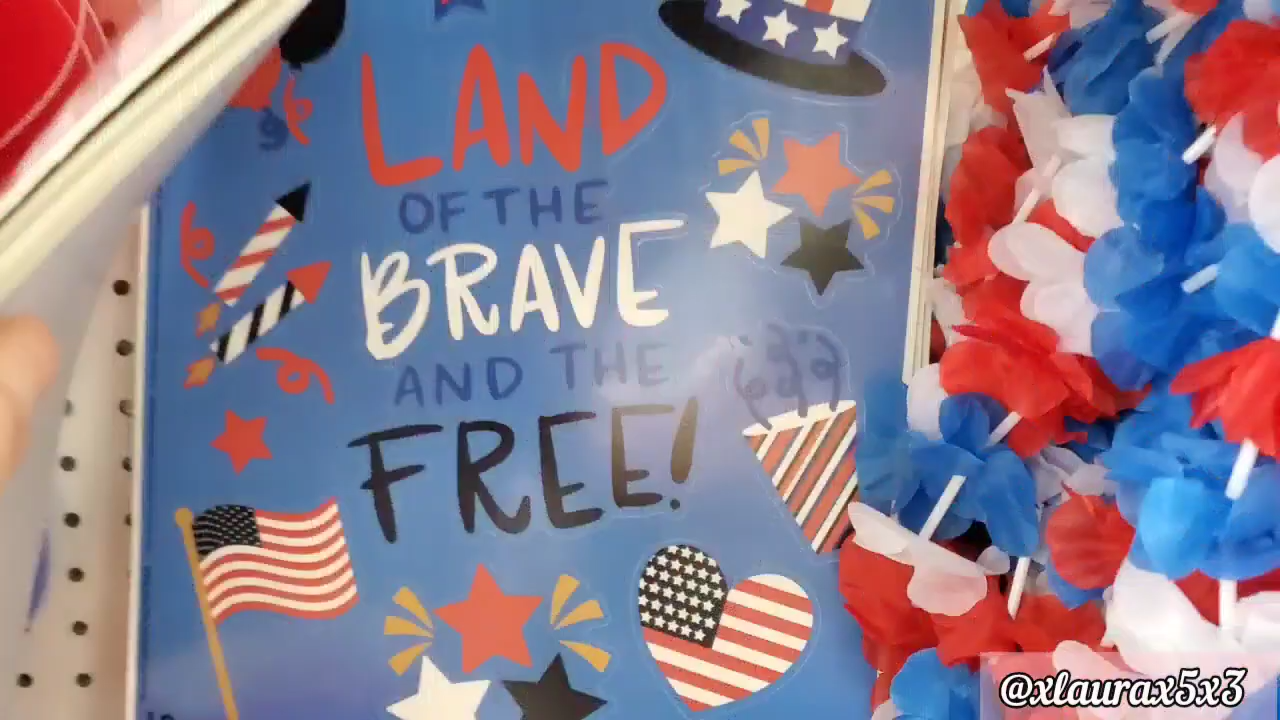 LAND
OF THE
BRAVE
AND THE
FREE!
@xlaurax5x3